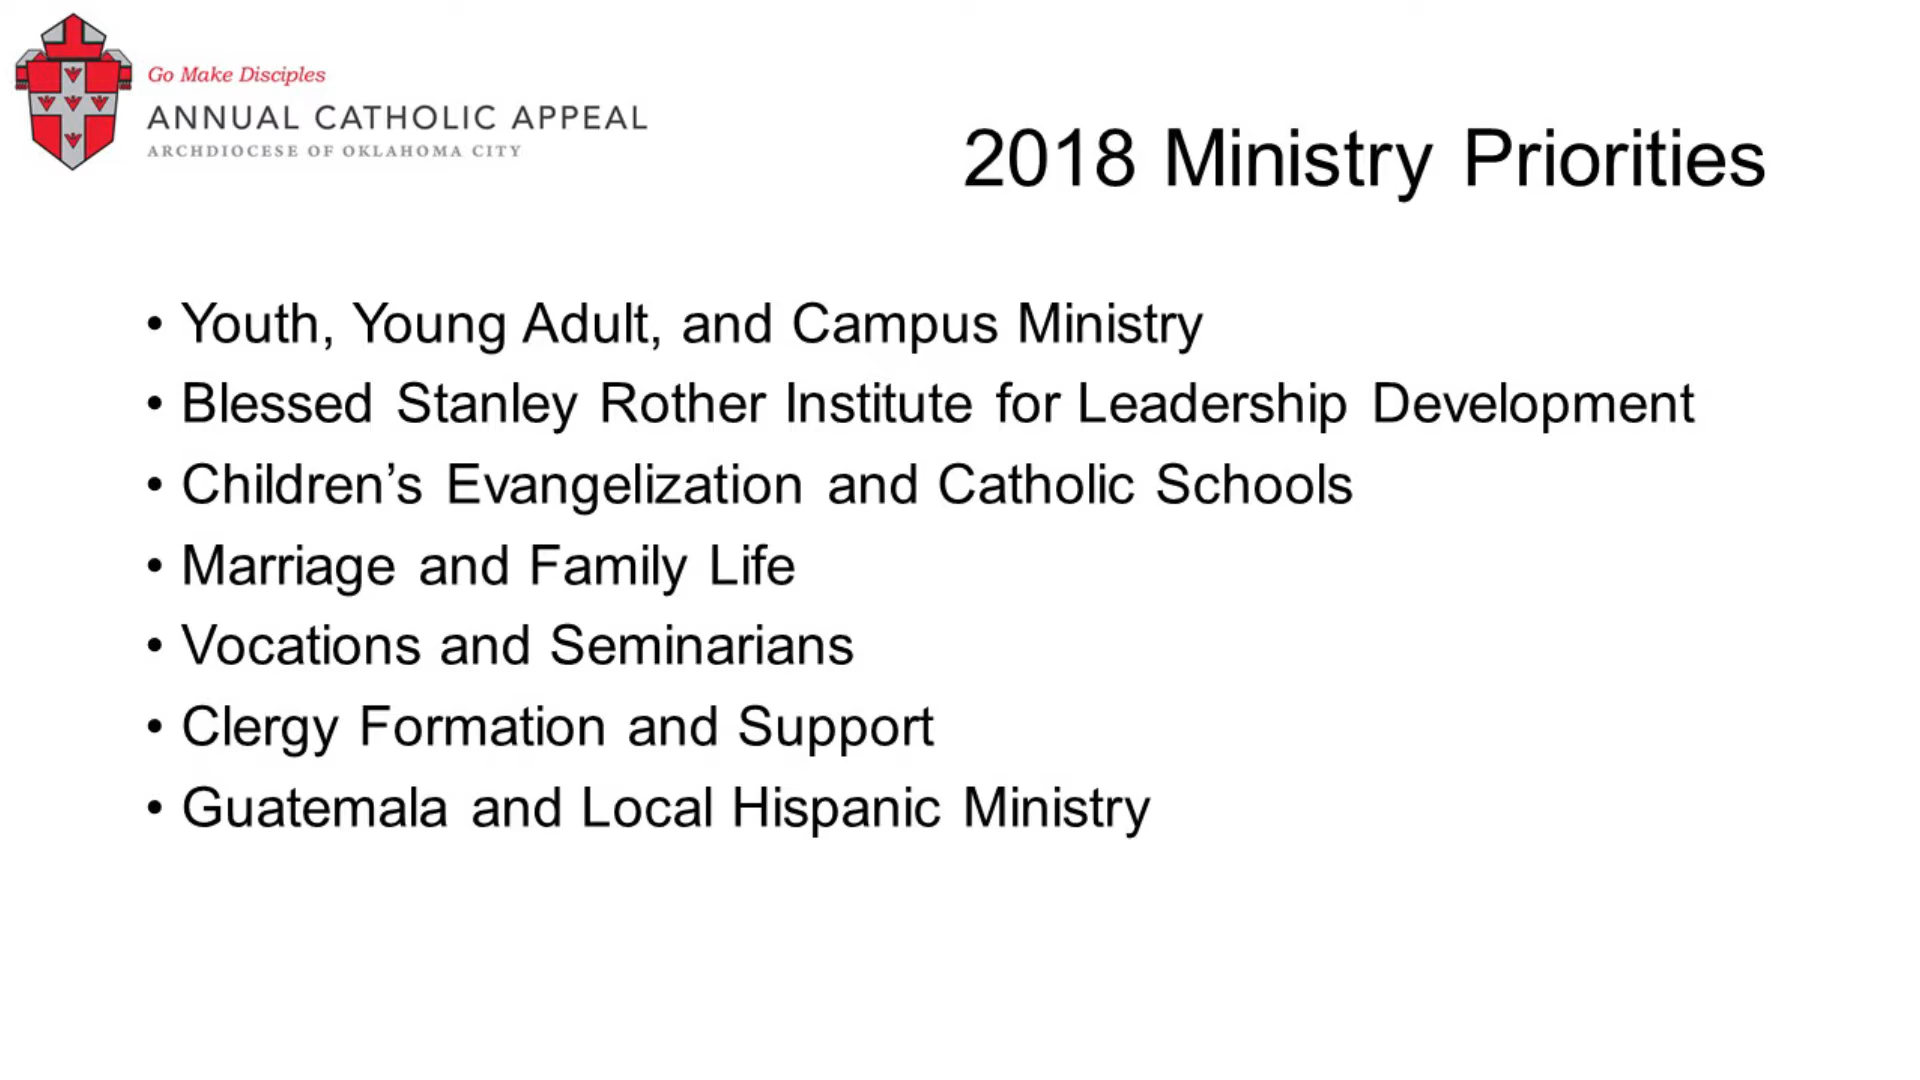 Go Make Disciples
ANNUAL CATHOLIC APPEAL
ARCHDIOCESE OF OKLAHOMA CITY
2018 Ministry Priorities
• Youth, Young Adult, and Campus Ministry
• Blessed Stanley Rother Institute for Leadership Development
• Children’s Evangelization and Catholic Schools
• Marriage and Family Life
• Vocations and Seminarians
• Clergy Formation and Support
• Guatemala and Local Hispanic Ministry